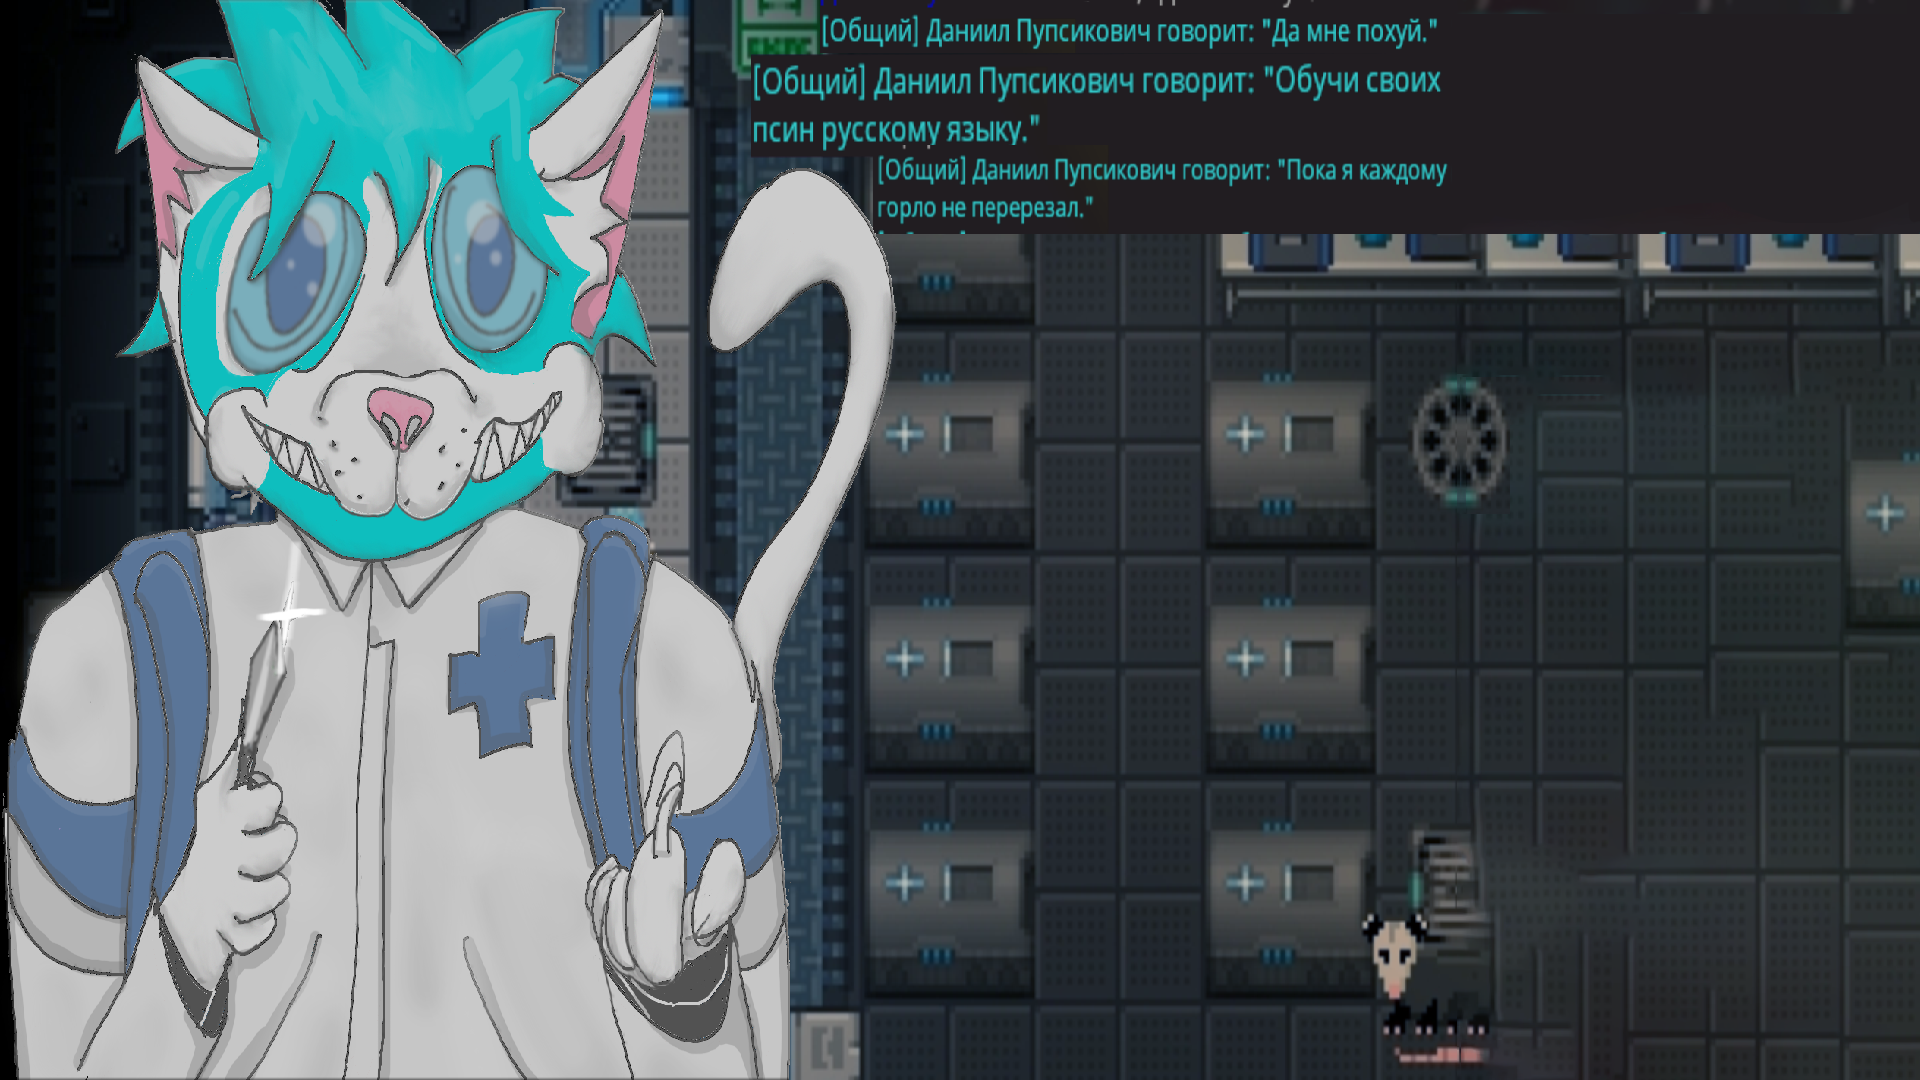 [Общий] Даниил Пупсикович говорит: "Да мне похуй."
[Общий] Даниил Пупсикович говорит: "Обучи своих
псин русскому языку."
[Общий] Даниил Пупсикович говорит: "Пока я каждому
горло не перерезал."